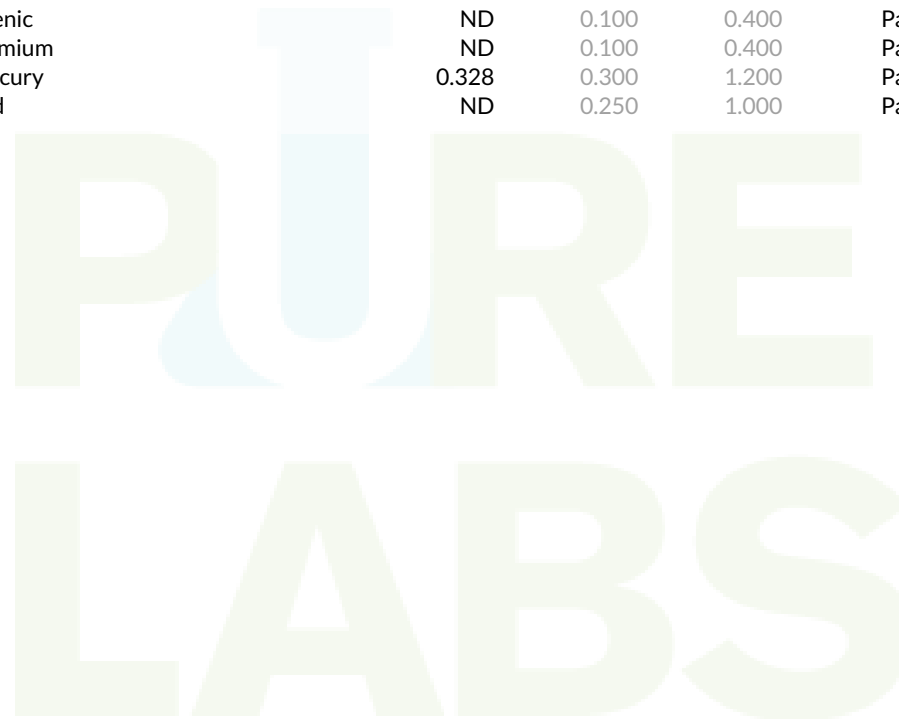 enic ND 0.100 0.400 Pa
mium ND 0.100 0.400 Pa
cury 0.328 0.300 1.200 Pa
d ND 0.250 1.000 Pa
PURE
LABS